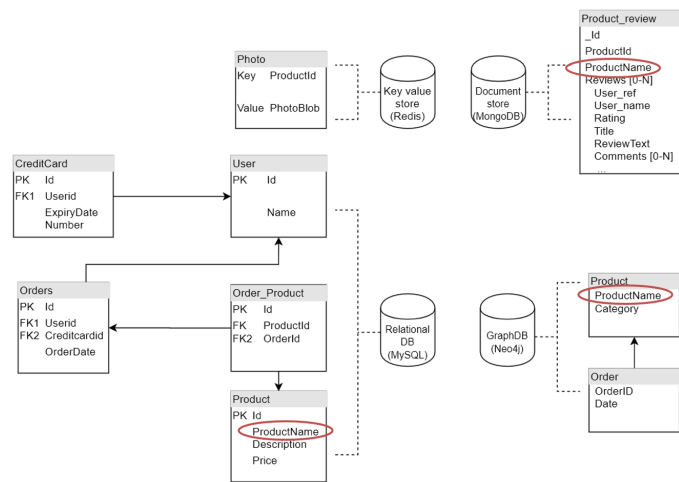 Product_review
_Id
ProductId
ProductName
Reviews [0-N]
User_ref
User_name
Rating
Title
ReviewText
Comments [0-N]
...
Photo
Key ProductId
Value PhotoBlob
Key value
store
(Redis)
Document
store
(MongoDB)
CreditCard
PK Id
FK1 Userid
ExpiryDate
Number
User
PK Id
Name
Orders
PK Id
FK1 Userid
FK2 Creditcardid
OrderDate
Order_Product
PK Id
FK ProductId
FK2 OrderId
Relational
DB
(MySQL)
GraphDB
(Neo4j)
Product
ProductName
Category
Order
OrderID
Date
Product
PK Id
ProductName
Description
Price